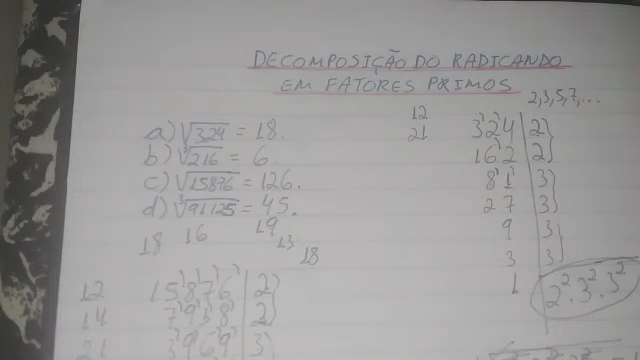 DECOMPOSIÇÃO DO RADICANDO
EM FATORES PRIMOS
2,3,5,7,...
a) √324 = 18.
b) ∛216 = 6.
c) √15876 = 126.
d) ∛91125 = 45.
12
21
324 | 2
162 | 2
81 | 3
27 | 3
9 | 3
3 | 3
1 | 2².3².3²
18 16 19 13 18
12 15876 | 2
14 7938 | 2
21 3969 | 3